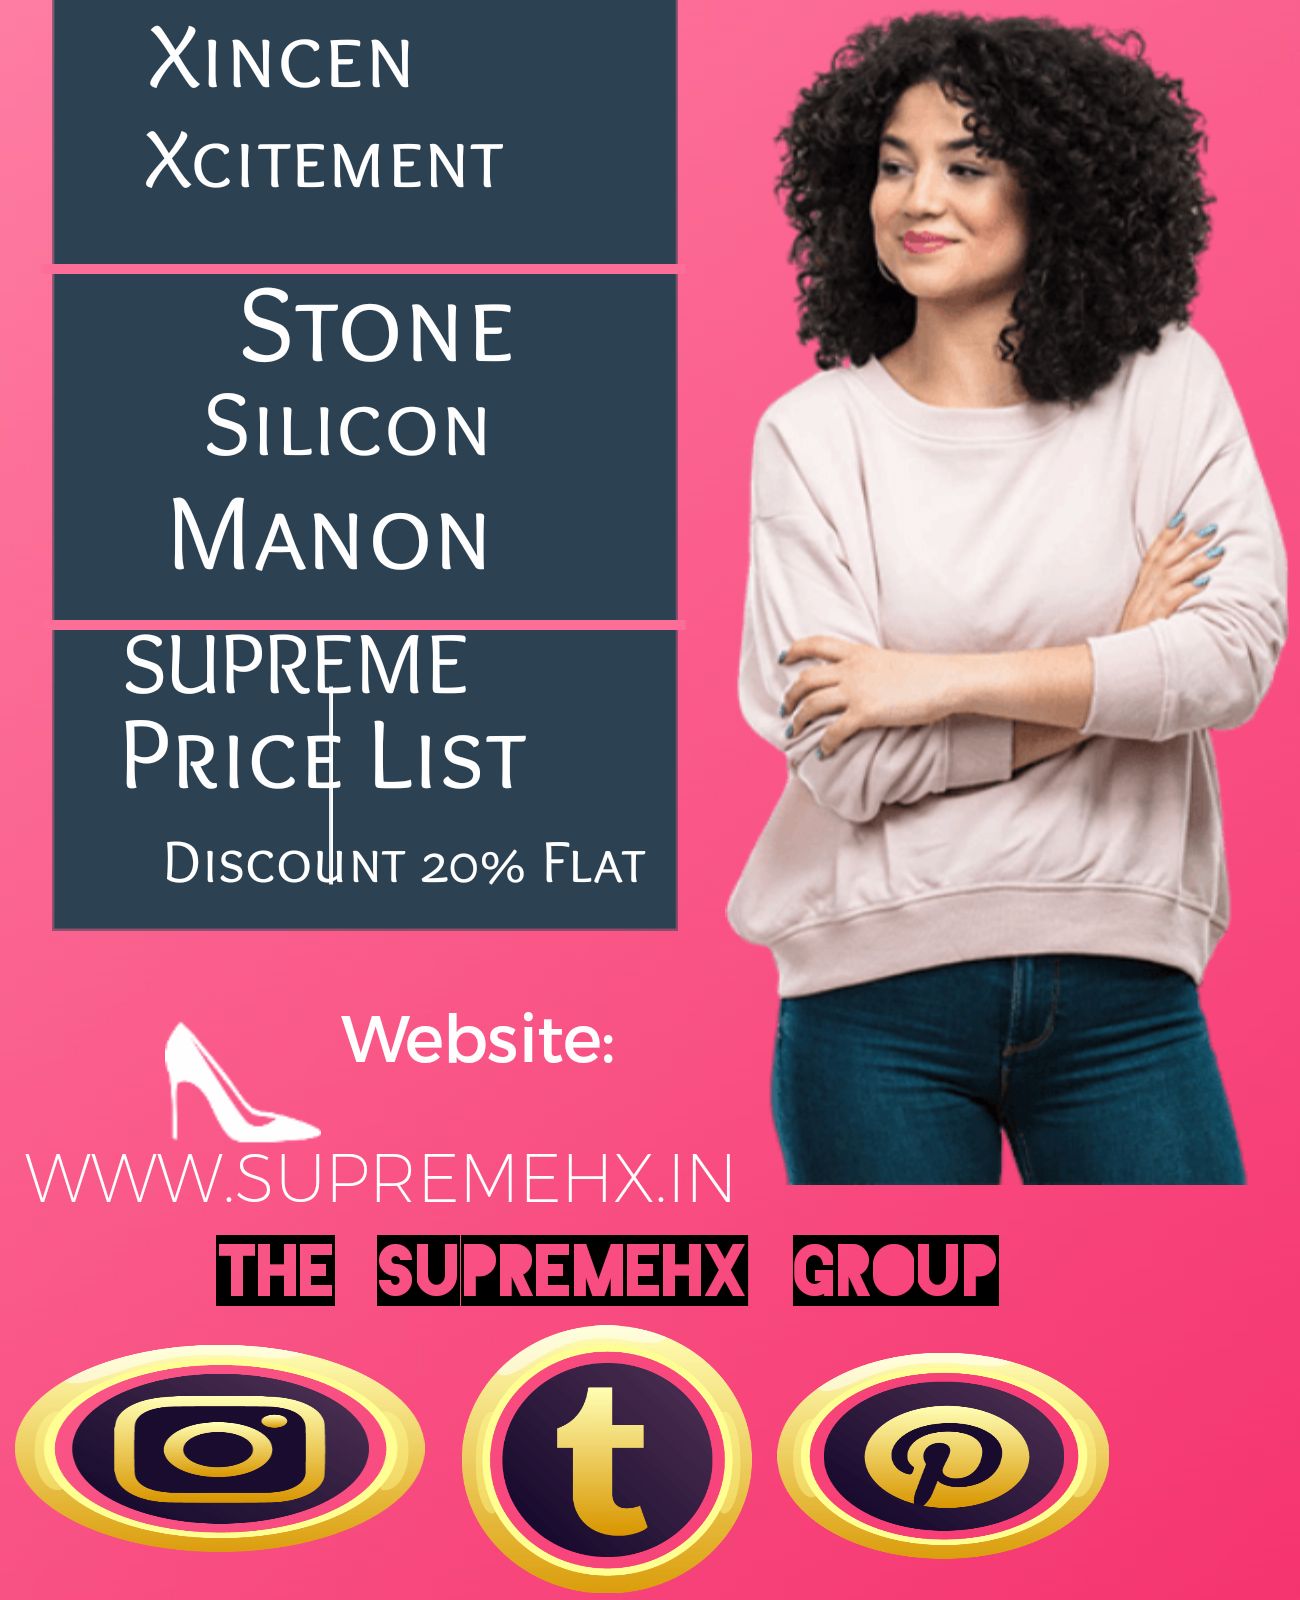 Xincen
Xcitement
Stone
Silicon
Manon
SUPREME
Price List
Discount 20% Flat
Website:
WWW.SUPREMEHX.IN
THE SUPREMEHX GROUP